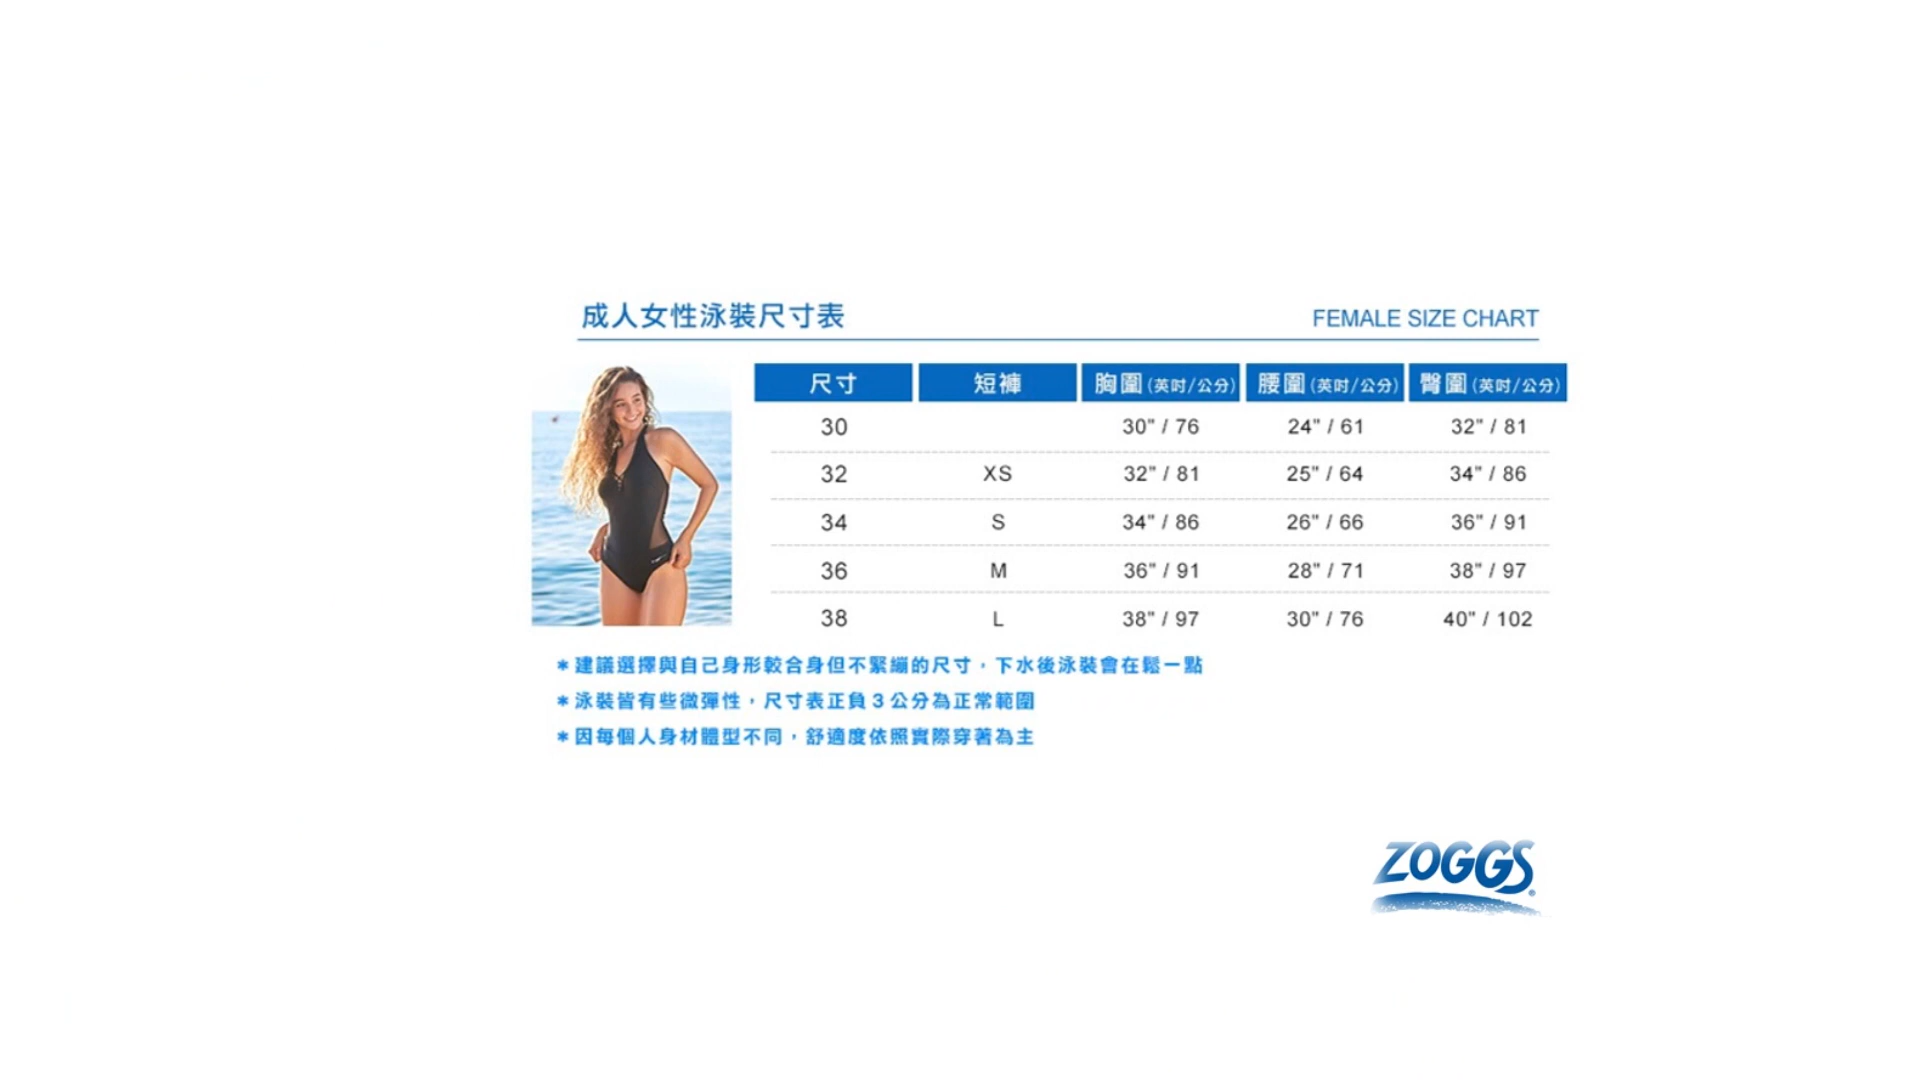 成人女性泳裝尺寸表 FEMALE SIZE CHART
尺寸 短褲 胸圍(英吋/公分) 腰圍(英吋/公分) 臀圍(英吋/公分)
30 30" / 76 24" / 61 32" / 81
32 XS 32" / 81 25" / 64 34" / 86
34 S 34" / 86 26" / 66 36" / 91
36 M 36" / 91 28" / 71 38" / 97
38 L 38" / 97 30" / 76 40" / 102
＊建議選擇與自己身形較合身但不緊繃的尺寸，下水後泳裝會在鬆一點
＊泳裝皆有些微彈性，尺寸表正負 3 公分為正常範圍
＊因每個人身材體型不同，舒適度依照實際穿著為主
ZOGGS®